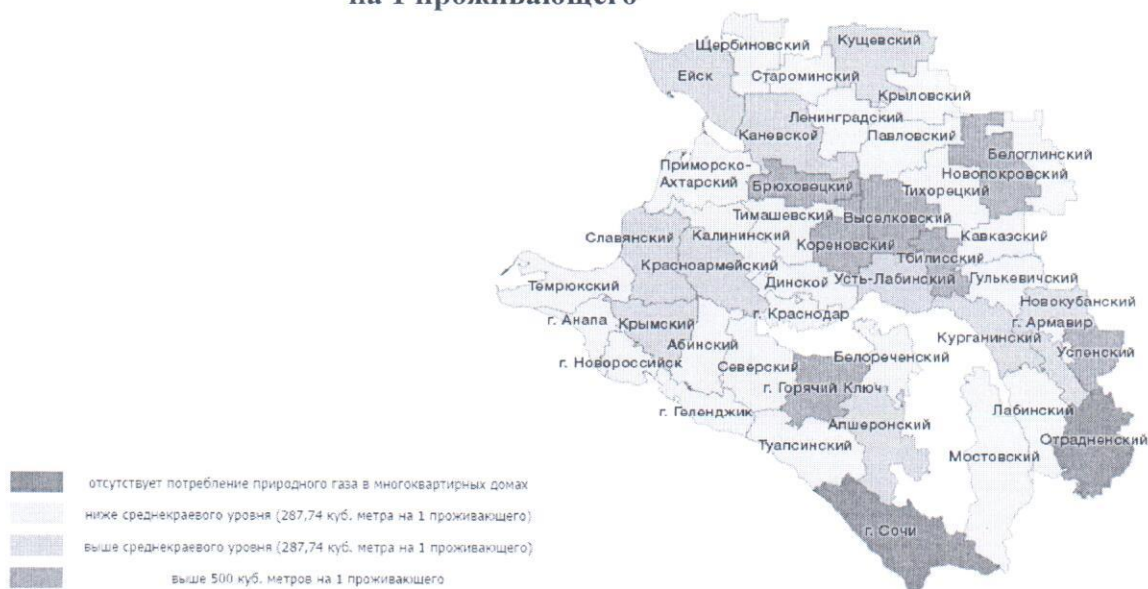 на 1 проживающего
Щербиновский
Кущевский
Ейск
Староминский
Крыловский
Ленинградский
Каневской
Павловский
Белоглинский
Приморско-
Ахтарский
Брюховецкий
Новопокровский
Тихорецкий
Тимашевский
Выселковский
Славянский
Калининский
Кореновский
Кавказский
Красноармейский
Тбилисский
Темрюкский
Динской
Усть-Лабинский
Гулькевичский
Новокубанский
г. Анапа
Крымский
г. Краснодар
г. Армавир
Абинский
Курганинский
г. Новороссийск
Северский
Белореченский
Успенский
г. Горячий Ключ
г. Геленджик
Апшеронский
Лабинский
Туапсинский
Мостовский
Отрадненский
г. Сочи
отсутствует потребление природного газа в многоквартирных домах
ниже среднекраевого уровня (287,74 куб. метра на 1 проживающего)
выше среднекраевого уровня (287,74 куб. метра на 1 проживающего)
выше 500 куб. метров на 1 проживающего